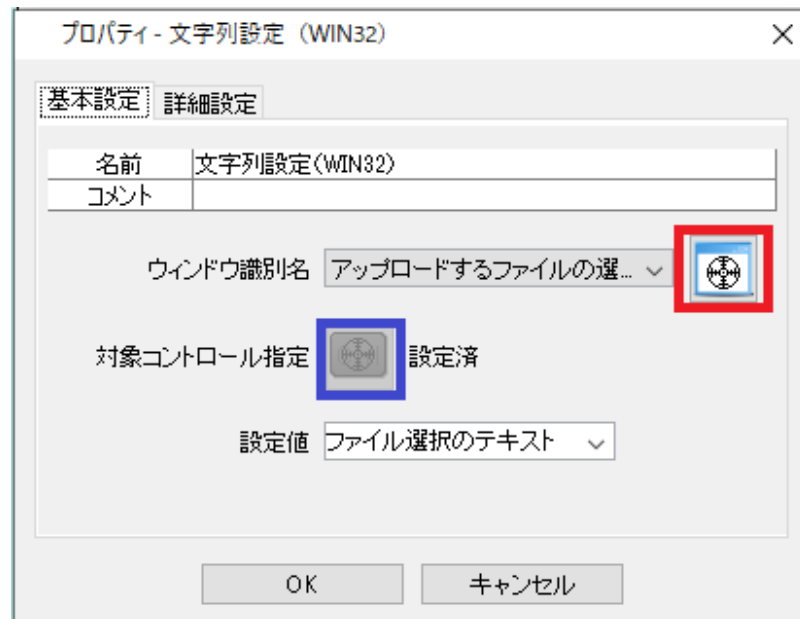 プロパティ - 文字列設定（WIN32）
基本設定 詳細設定
名前 文字列設定(WIN32)
コメント
ウィンドウ識別名 アップロードするファイルの選...
対象コントロール指定 設定済
設定値 ファイル選択のテキスト
OK キャンセル